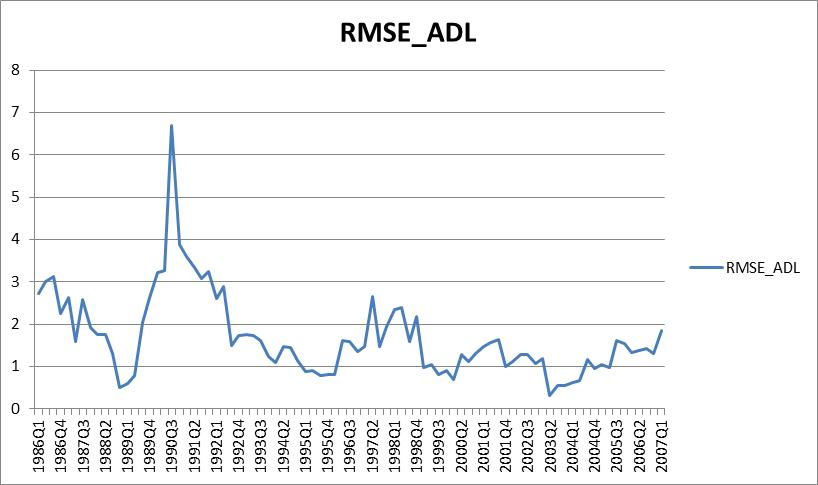 RMSE_ADL
8
7
6
5
4
3
2
1
0
RMSE_ADL
1986Q1
1986Q4
1987Q3
1988Q2
1989Q1
1989Q4
1990Q3
1991Q2
1992Q1
1992Q4
1993Q3
1994Q2
1995Q1
1995Q4
1996Q3
1997Q2
1998Q1
1998Q4
1999Q3
2000Q2
2001Q1
2001Q4
2002Q3
2003Q2
2004Q1
2004Q4
2005Q3
2006Q2
2007Q1